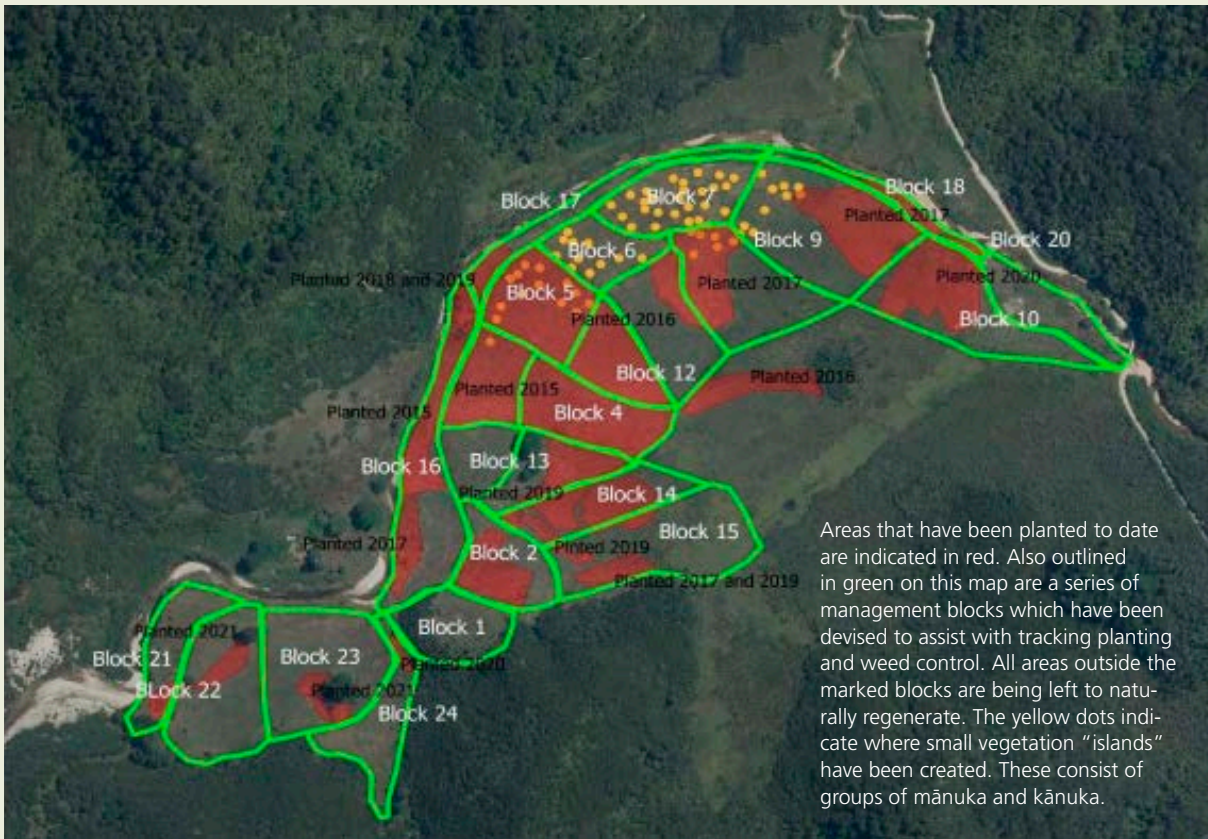 Block 17
Block 7
Block 18
Planted 2017
Block 6
Block 9
Block 20
Planted 2018 and 2019
Planted 2020
Block 5
Planted 2017
Planted 2016
Block 10
Block 12
Planted 2016
Planted 2015
Planted 2015
Block 4
Block 16
Block 13
Planted 2019
Block 14
Block 15
Planted 2017
Block 2
Pinted 2019
Planted 2017 and 2019
Block 1
Planted 2021
Block 21
Block 23
Planted 2020
BLock 22
Planted 2021
Block 24
Areas that have been planted to date
are indicated in red. Also outlined
in green on this map are a series of
management blocks which have been
devised to assist with tracking planting
and weed control. All areas outside the
marked blocks are being left to natu-
rally regenerate. The yellow dots indi-
cate where small vegetation “islands”
have been created. These consist of
groups of mānuka and kānuka.